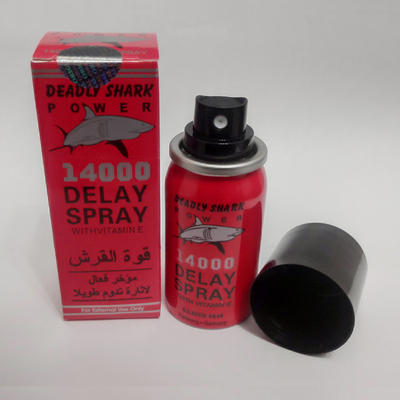 DEADLY SHARK
POWER
14000
DELAY
SPRAY
WITH VITAMIN E
قوة القرش
مؤخر فعال
لاثارة تدوم طويلا
For External Use Only
DEADLY SHARK
POWER
14000
DELAY
SPRAY
WITH VITAMIN E
Germany